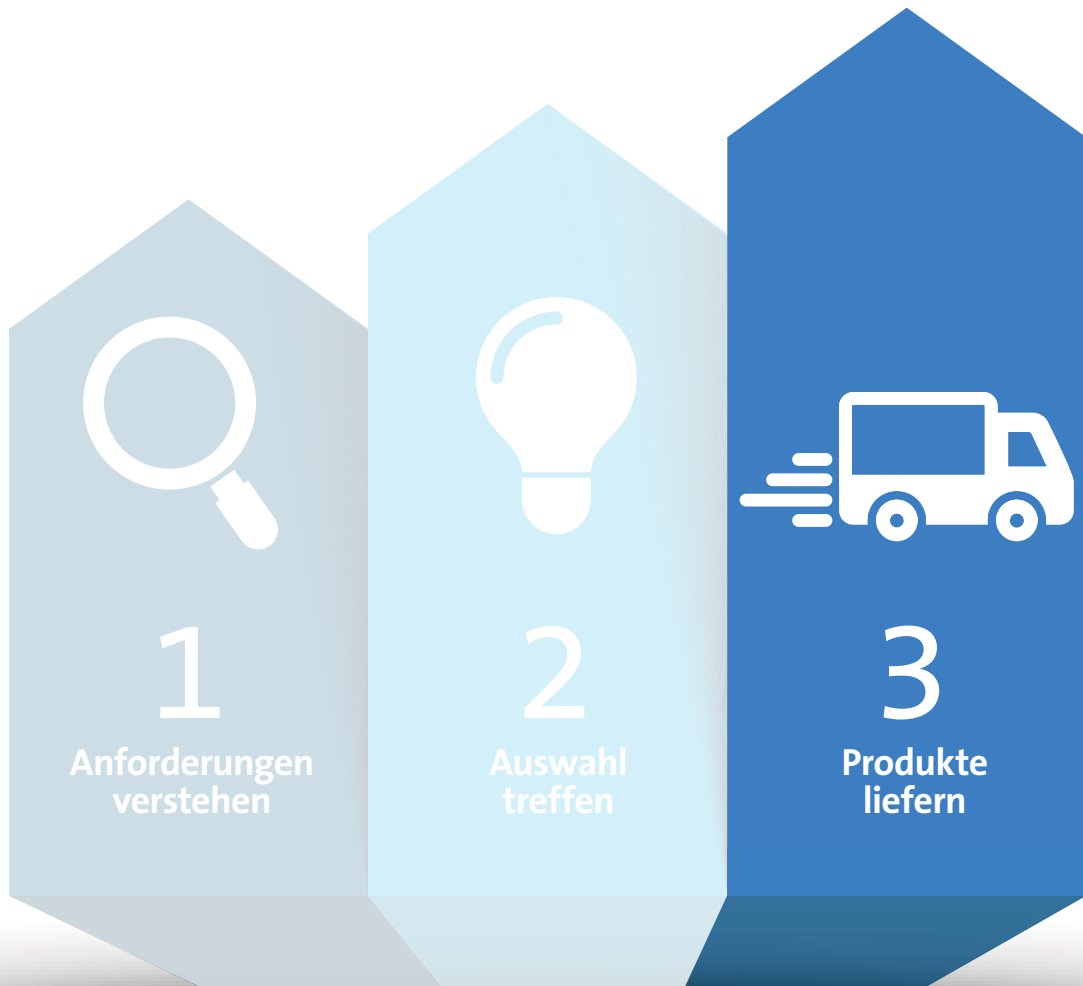 1
Anforderungen
verstehen
2
Auswahl
treffen
3
Produkte
liefern